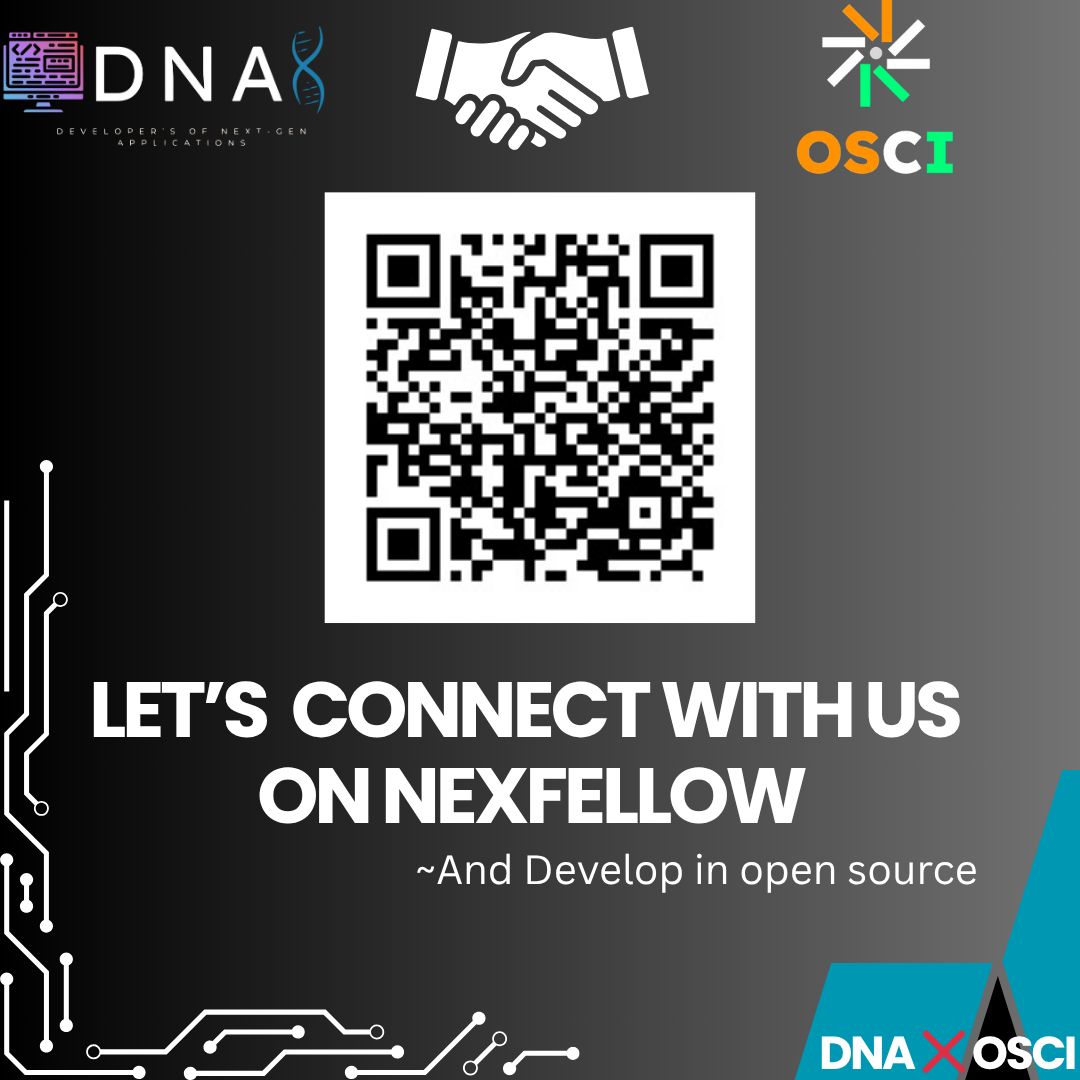 DNA
DEVELOPER'S OF NEXT-GEN
APPLICATIONS
OSCI
LET’S CONNECT WITH US
ON NEXFELLOW
~And Develop in open source
DNA X OSCI